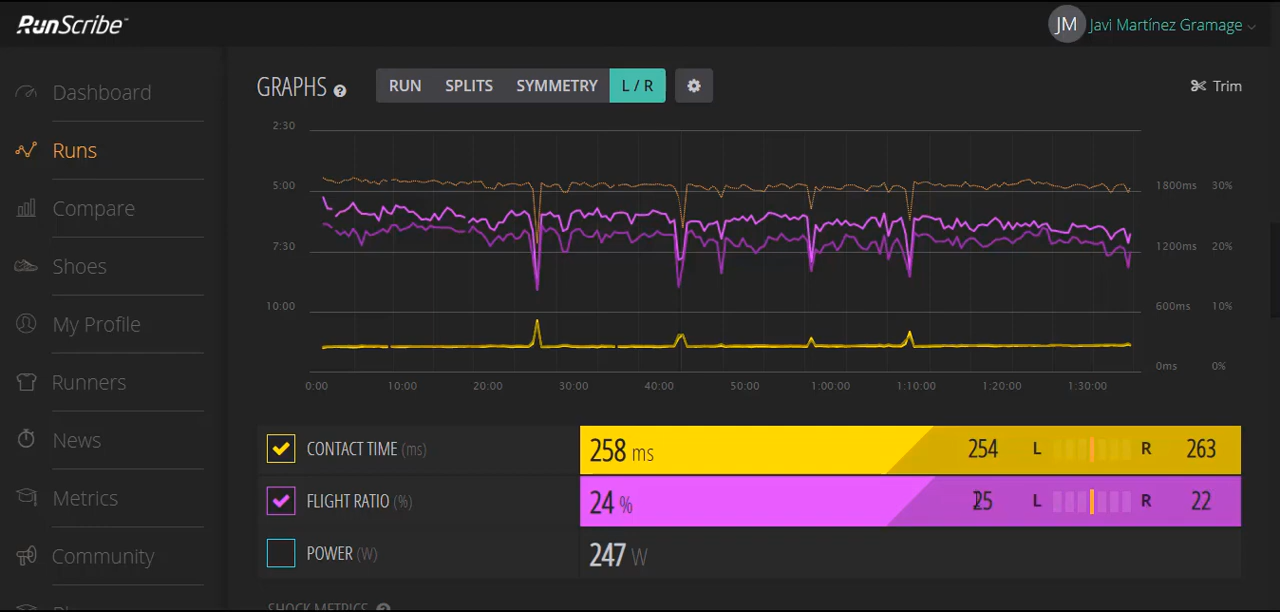 RunScribe™
JM Javi Martínez Gramage
Dashboard
Runs
Compare
Shoes
My Profile
Runners
News
Metrics
Community
GRAPHS ?
RUN SPLITS SYMMETRY L / R
Trim
2:30
5:00 1800ms 30%
7:30 1200ms 20%
10:00 600ms 10%
0ms 0%
0:00 10:00 20:00 30:00 40:00 50:00 1:00:00 1:10:00 1:20:00 1:30:00
CONTACT TIME (ms) 258 ms 254 L R 263
FLIGHT RATIO (%) 24 % 25 L R 22
POWER (W) 247 W
SHOCK METRICS ?